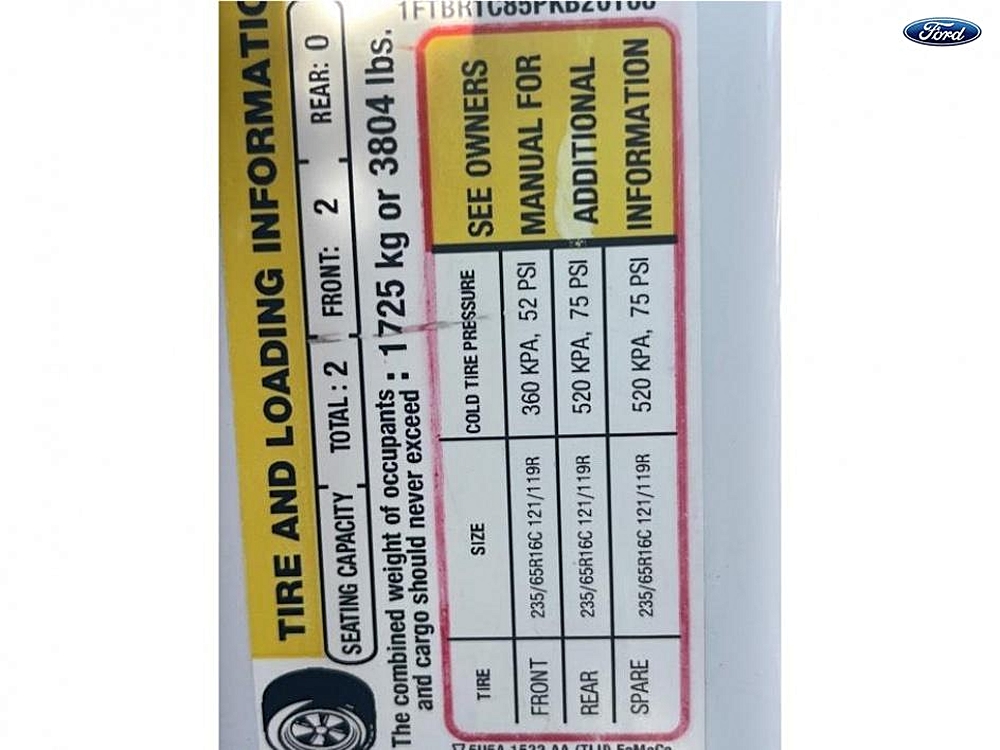 Ford
TIRE AND LOADING INFORMATIO
SEATING CAPACITY TOTAL : 2 FRONT: 2 REAR: 0
The combined weight of occupants
and cargo should never exceed : 1725 kg or 3804 lbs.
TIRE SIZE COLD TIRE PRESSURE SEE OWNERS
FRONT 235/65R16C 121/119R 360 KPA, 52 PSI MANUAL FOR
REAR 235/65R16C 121/119R 520 KPA, 75 PSI ADDITIONAL
SPARE 235/65R16C 121/119R 520 KPA, 75 PSI INFORMATION